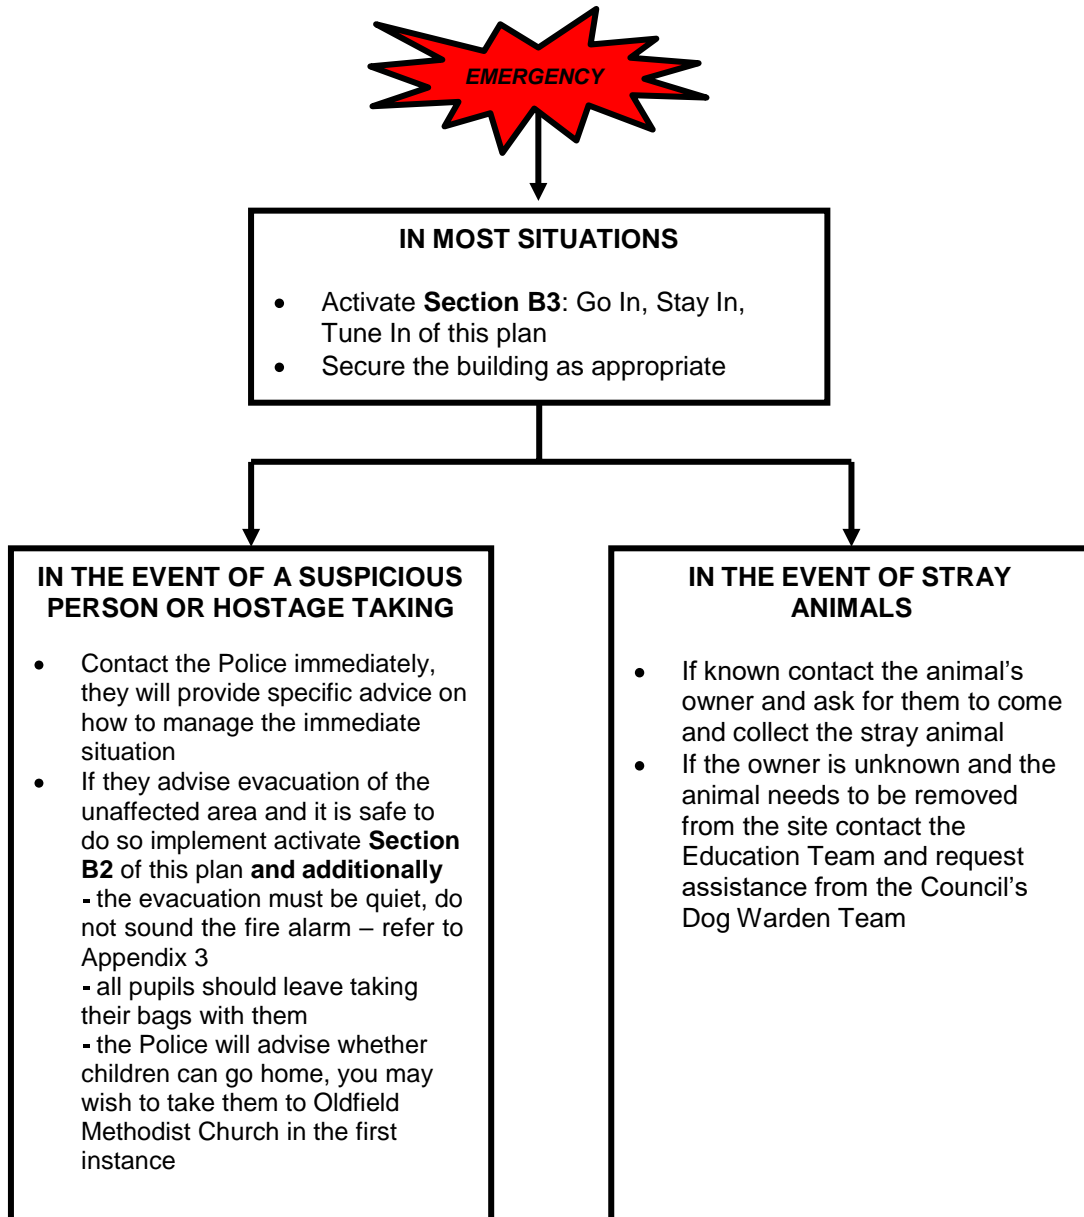 EMERGENCY
IN MOST SITUATIONS
• Activate Section B3: Go In, Stay In,
Tune In of this plan
• Secure the building as appropriate
IN THE EVENT OF A SUSPICIOUS
PERSON OR HOSTAGE TAKING
• Contact the Police immediately,
they will provide specific advice on
how to manage the immediate
situation
• If they advise evacuation of the
unaffected area and it is safe to
do so implement activate Section
B2 of this plan and additionally
- the evacuation must be quiet, do
not sound the fire alarm – refer to
Appendix 3
- all pupils should leave taking
their bags with them
- the Police will advise whether
children can go home, you may
wish to take them to Oldfield
Methodist Church in the first
instance
IN THE EVENT OF STRAY
ANIMALS
• If known contact the animal’s
owner and ask for them to come
and collect the stray animal
• If the owner is unknown and the
animal needs to be removed
from the site contact the
Education Team and request
assistance from the Council’s
Dog Warden Team